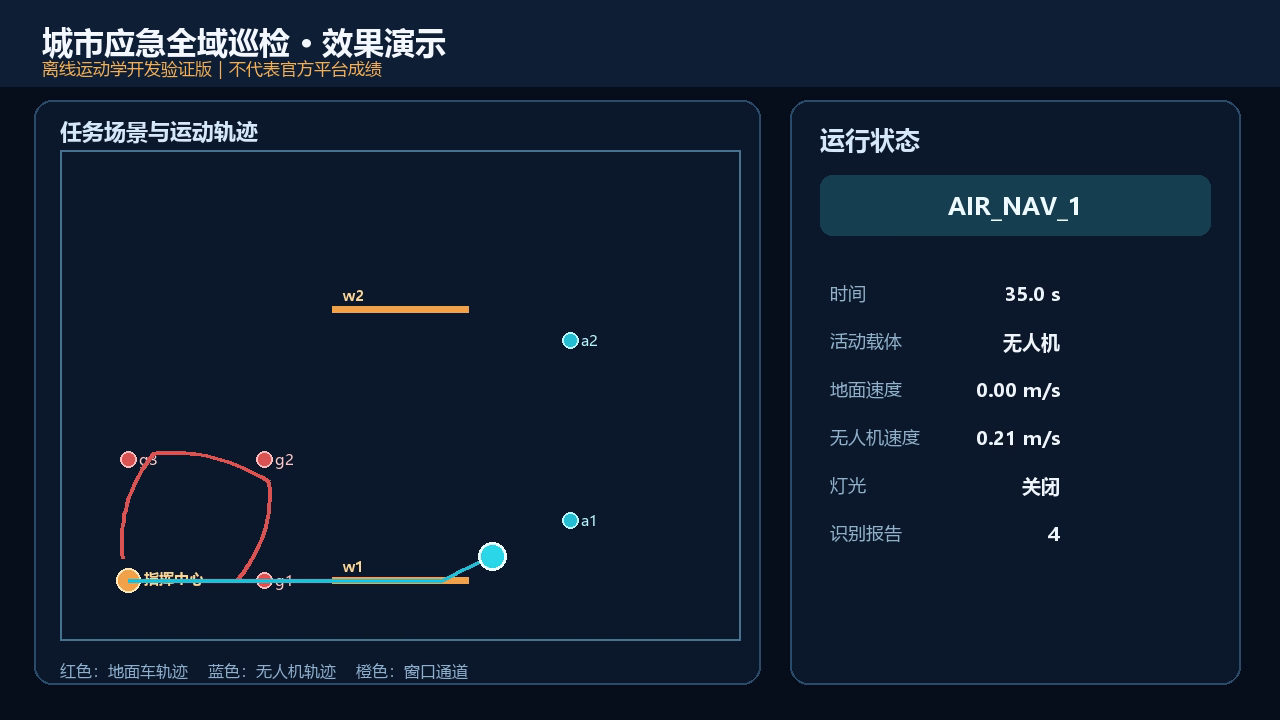 城市应急全域巡检·效果演示
离线运动学开发验证版 | 不代表官方平台成绩
任务场景与运动轨迹
w2
a2
g3
g2
a1
w1
指挥中心
g1
红色：地面车轨迹 蓝色：无人机轨迹 橙色：窗口通道
运行状态
AIR_NAV_1
时间 35.0 s
活动载体 无人机
地面速度 0.00 m/s
无人机速度 0.21 m/s
灯光 关闭
识别报告 4